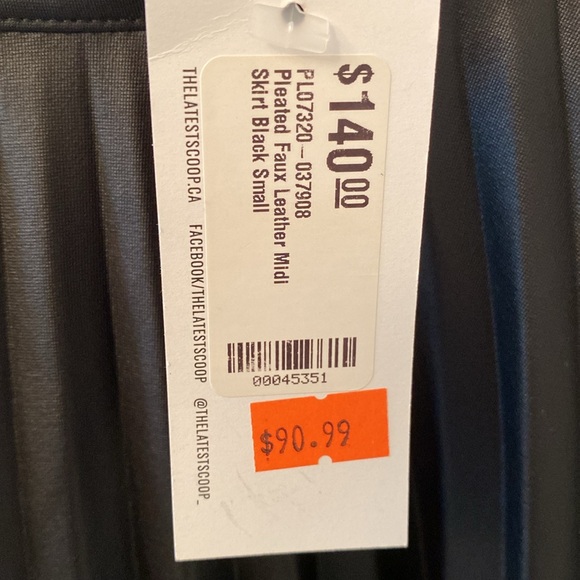 $140.00
PL07320-037908
Pleated Faux Leather Midi
Skirt Black Small
00045351
THELATESTSCOOP.CA FACEBOOK/THELATESTSCOOP @THELATESTSCOOP_
$90.99